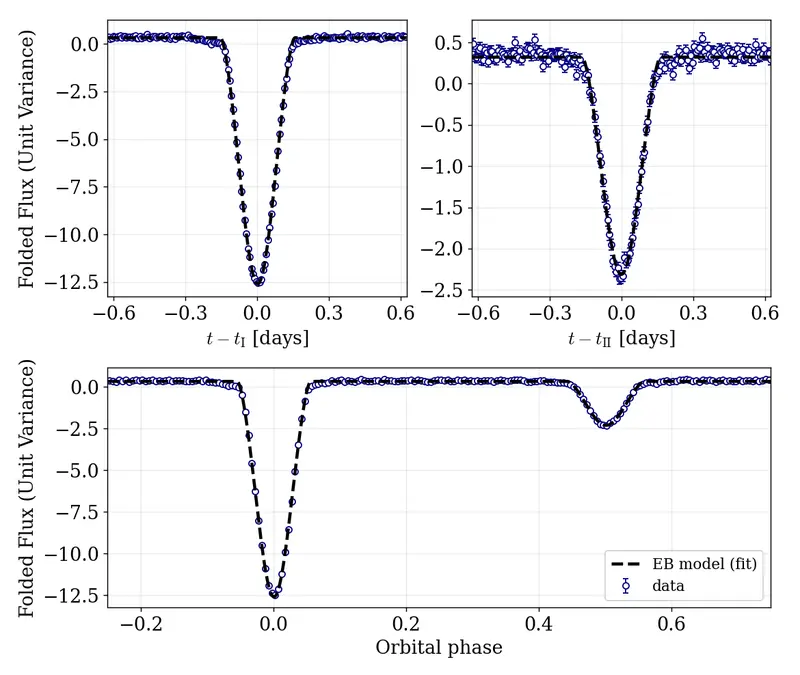 Folded Flux (Unit Variance)
0.0
−2.5
−5.0
−7.5
−10.0
−12.5
−0.6 −0.3 0.0 0.3 0.6
t − tI [days]
0.5
0.0
−0.5
−1.0
−1.5
−2.0
−2.5
−0.6 −0.3 0.0 0.3 0.6
t − tII [days]
Folded Flux (Unit Variance)
0.0
−2.5
−5.0
−7.5
−10.0
−12.5
−0.2 0.0 0.2 0.4 0.6
Orbital phase
EB model (fit)
data